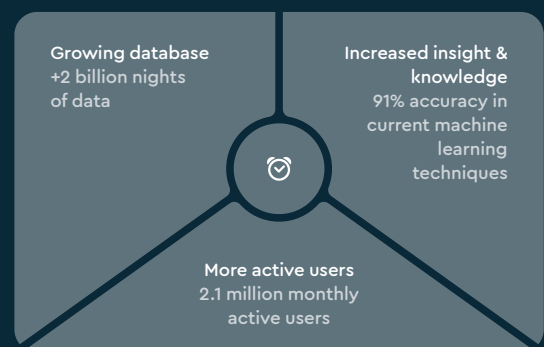 Growing database
+2 billion nights
of data
Increased insight &
knowledge
91% accuracy in
current machine
learning
techniques
More active users
2.1 million monthly
active users